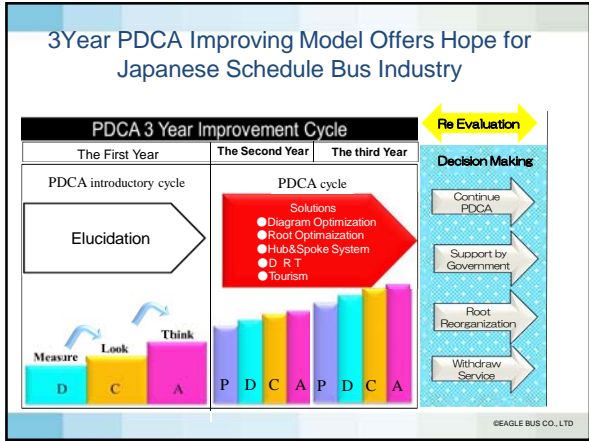 3Year PDCA Improving Model Offers Hope for
Japanese Schedule Bus Industry
PDCA 3 Year Improvement Cycle
Re Evaluation
The First Year
The Second Year
The third Year
Decision Making
PDCA introductory cycle
PDCA cycle
Elucidation
Solutions
●Diagram Optimization
●Root Optimaization
●Hub&Spoke System
●D R T
●Tourism
Continue
PDCA
Support by
Government
Root
Reorganization
Withdraw
Service
Measure
Look
Think
D
C
A
P
D
C
A
P
D
C
A
©EAGLE BUS CO., LTD